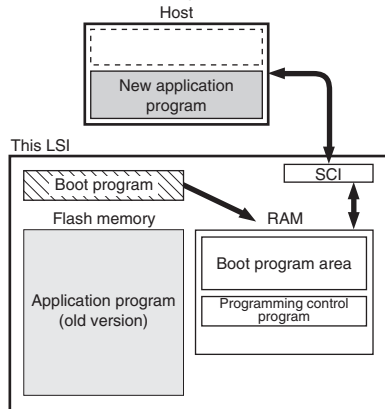 Host
New application
program
This LSI
SCI
Boot program
Flash memory
RAM
Boot program area
Application program
(old version)
Programming control
program